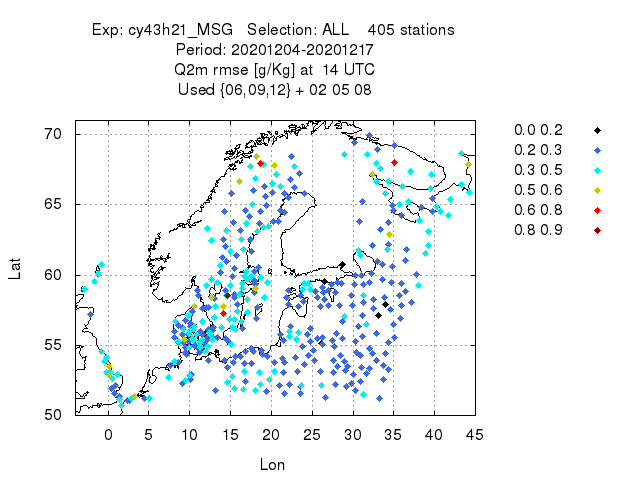 Exp: cy43h21_MSG Selection: ALL 405 stations
Period: 20201204-20201217
Q2m rmse [g/Kg] at 14 UTC
Used {06,09,12} + 02 05 08
70
65
60
55
50
0 5 10 15 20 25 30 35 40 45
Lat
Lon
0.0 0.2
0.2 0.3
0.3 0.5
0.5 0.6
0.6 0.8
0.8 0.9